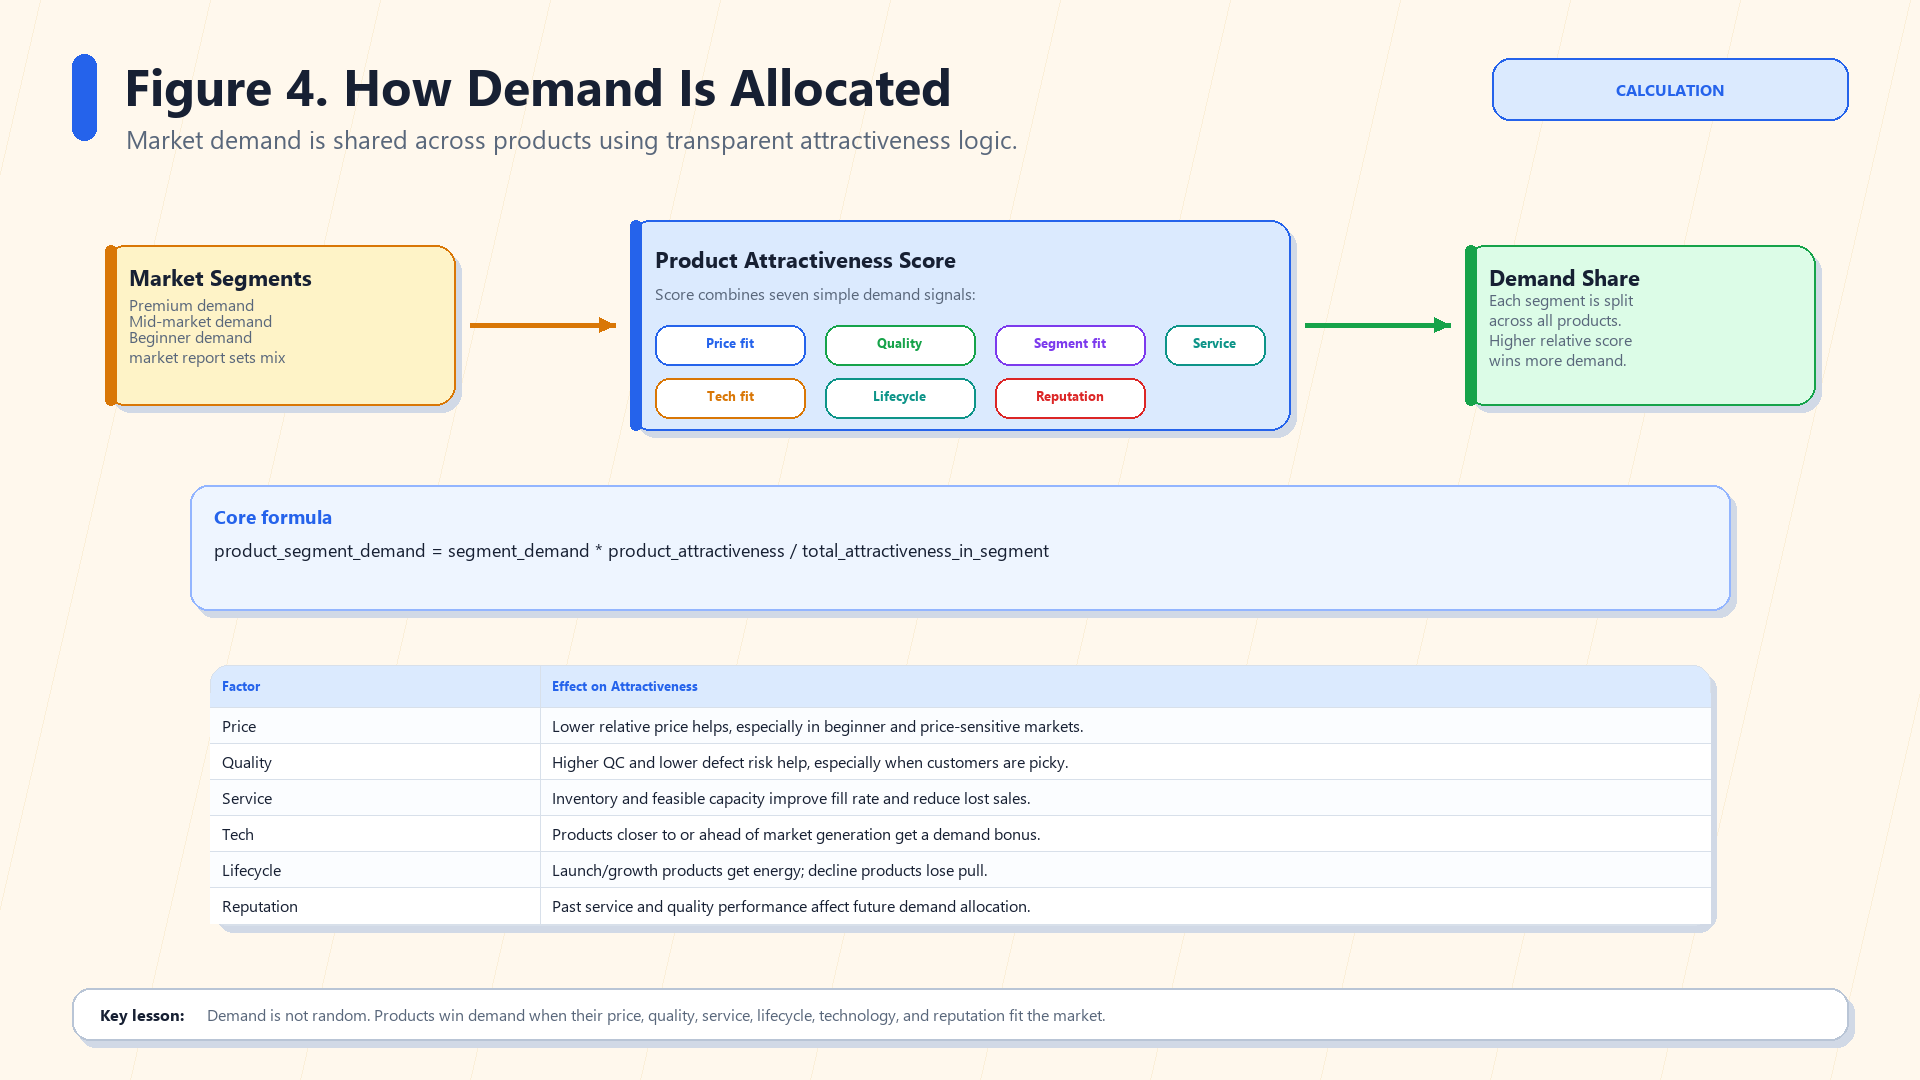 Figure 4. How Demand Is Allocated
Market demand is shared across products using transparent attractiveness logic.
CALCULATION
Market Segments
Premium demand
Mid-market demand
Beginner demand
market report sets mix
Product Attractiveness Score
Score combines seven simple demand signals:
Price fit
Quality
Segment fit
Service
Tech fit
Lifecycle
Reputation
Demand Share
Each segment is split
across all products.
Higher relative score
wins more demand.
Core formula
product_segment_demand = segment_demand * product_attractiveness / total_attractiveness_in_segment
Factor
Effect on Attractiveness
Price
Lower relative price helps, especially in beginner and price-sensitive markets.
Quality
Higher QC and lower defect risk help, especially when customers are picky.
Service
Inventory and feasible capacity improve fill rate and reduce lost sales.
Tech
Products closer to or ahead of market generation get a demand bonus.
Lifecycle
Launch/growth products get energy; decline products lose pull.
Reputation
Past service and quality performance affect future demand allocation.
Key lesson: Demand is not random. Products win demand when their price, quality, service, lifecycle, technology, and reputation fit the market.